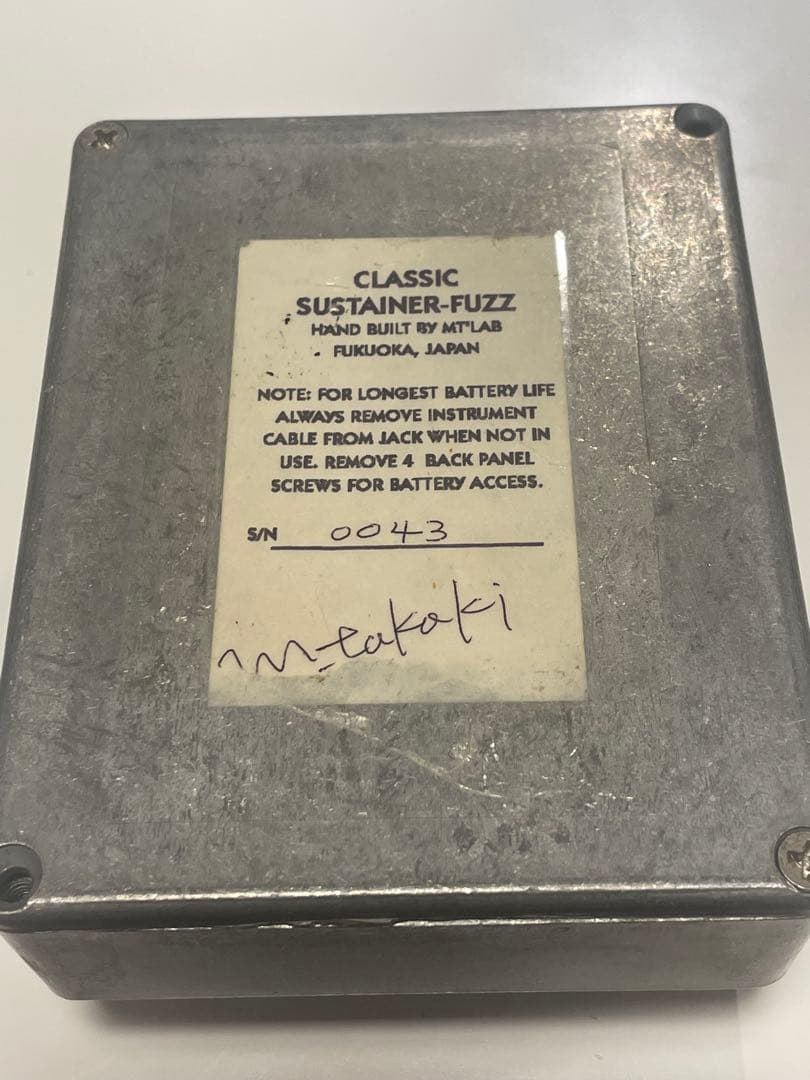 CLASSIC
SUSTAINER-FUZZ
HAND BUILT BY MT'LAB
FUKUOKA, JAPAN
NOTE: FOR LONGEST BATTERY LIFE
ALWAYS REMOVE INSTRUMENT
CABLE FROM JACK WHEN NOT IN
USE. REMOVE 4 BACK PANEL
SCREWS FOR BATTERY ACCESS.
S/N 0043
m-takaki